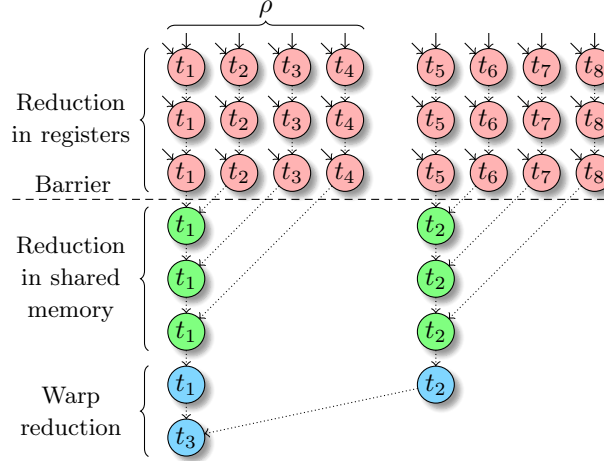 ρ
t₁ t₂ t₃ t₄ t₅ t₆ t₇ t₈
Reduction
in registers
t₁ t₂ t₃ t₄ t₅ t₆ t₇ t₈
t₁ t₂ t₃ t₄ t₅ t₆ t₇ t₈
Barrier
t₁ t₂
Reduction
in shared
memory
t₁ t₂
t₁ t₂
Warp
reduction
t₁ t₂
t₃